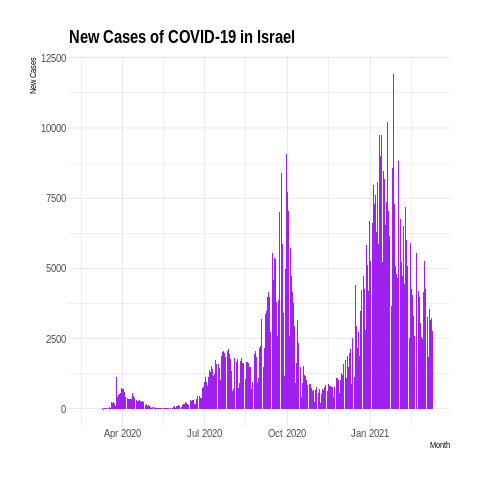 New Cases of COVID-19 in Israel
New Cases
12500
10000
7500
5000
2500
0
Apr 2020 Jul 2020 Oct 2020 Jan 2021
Month